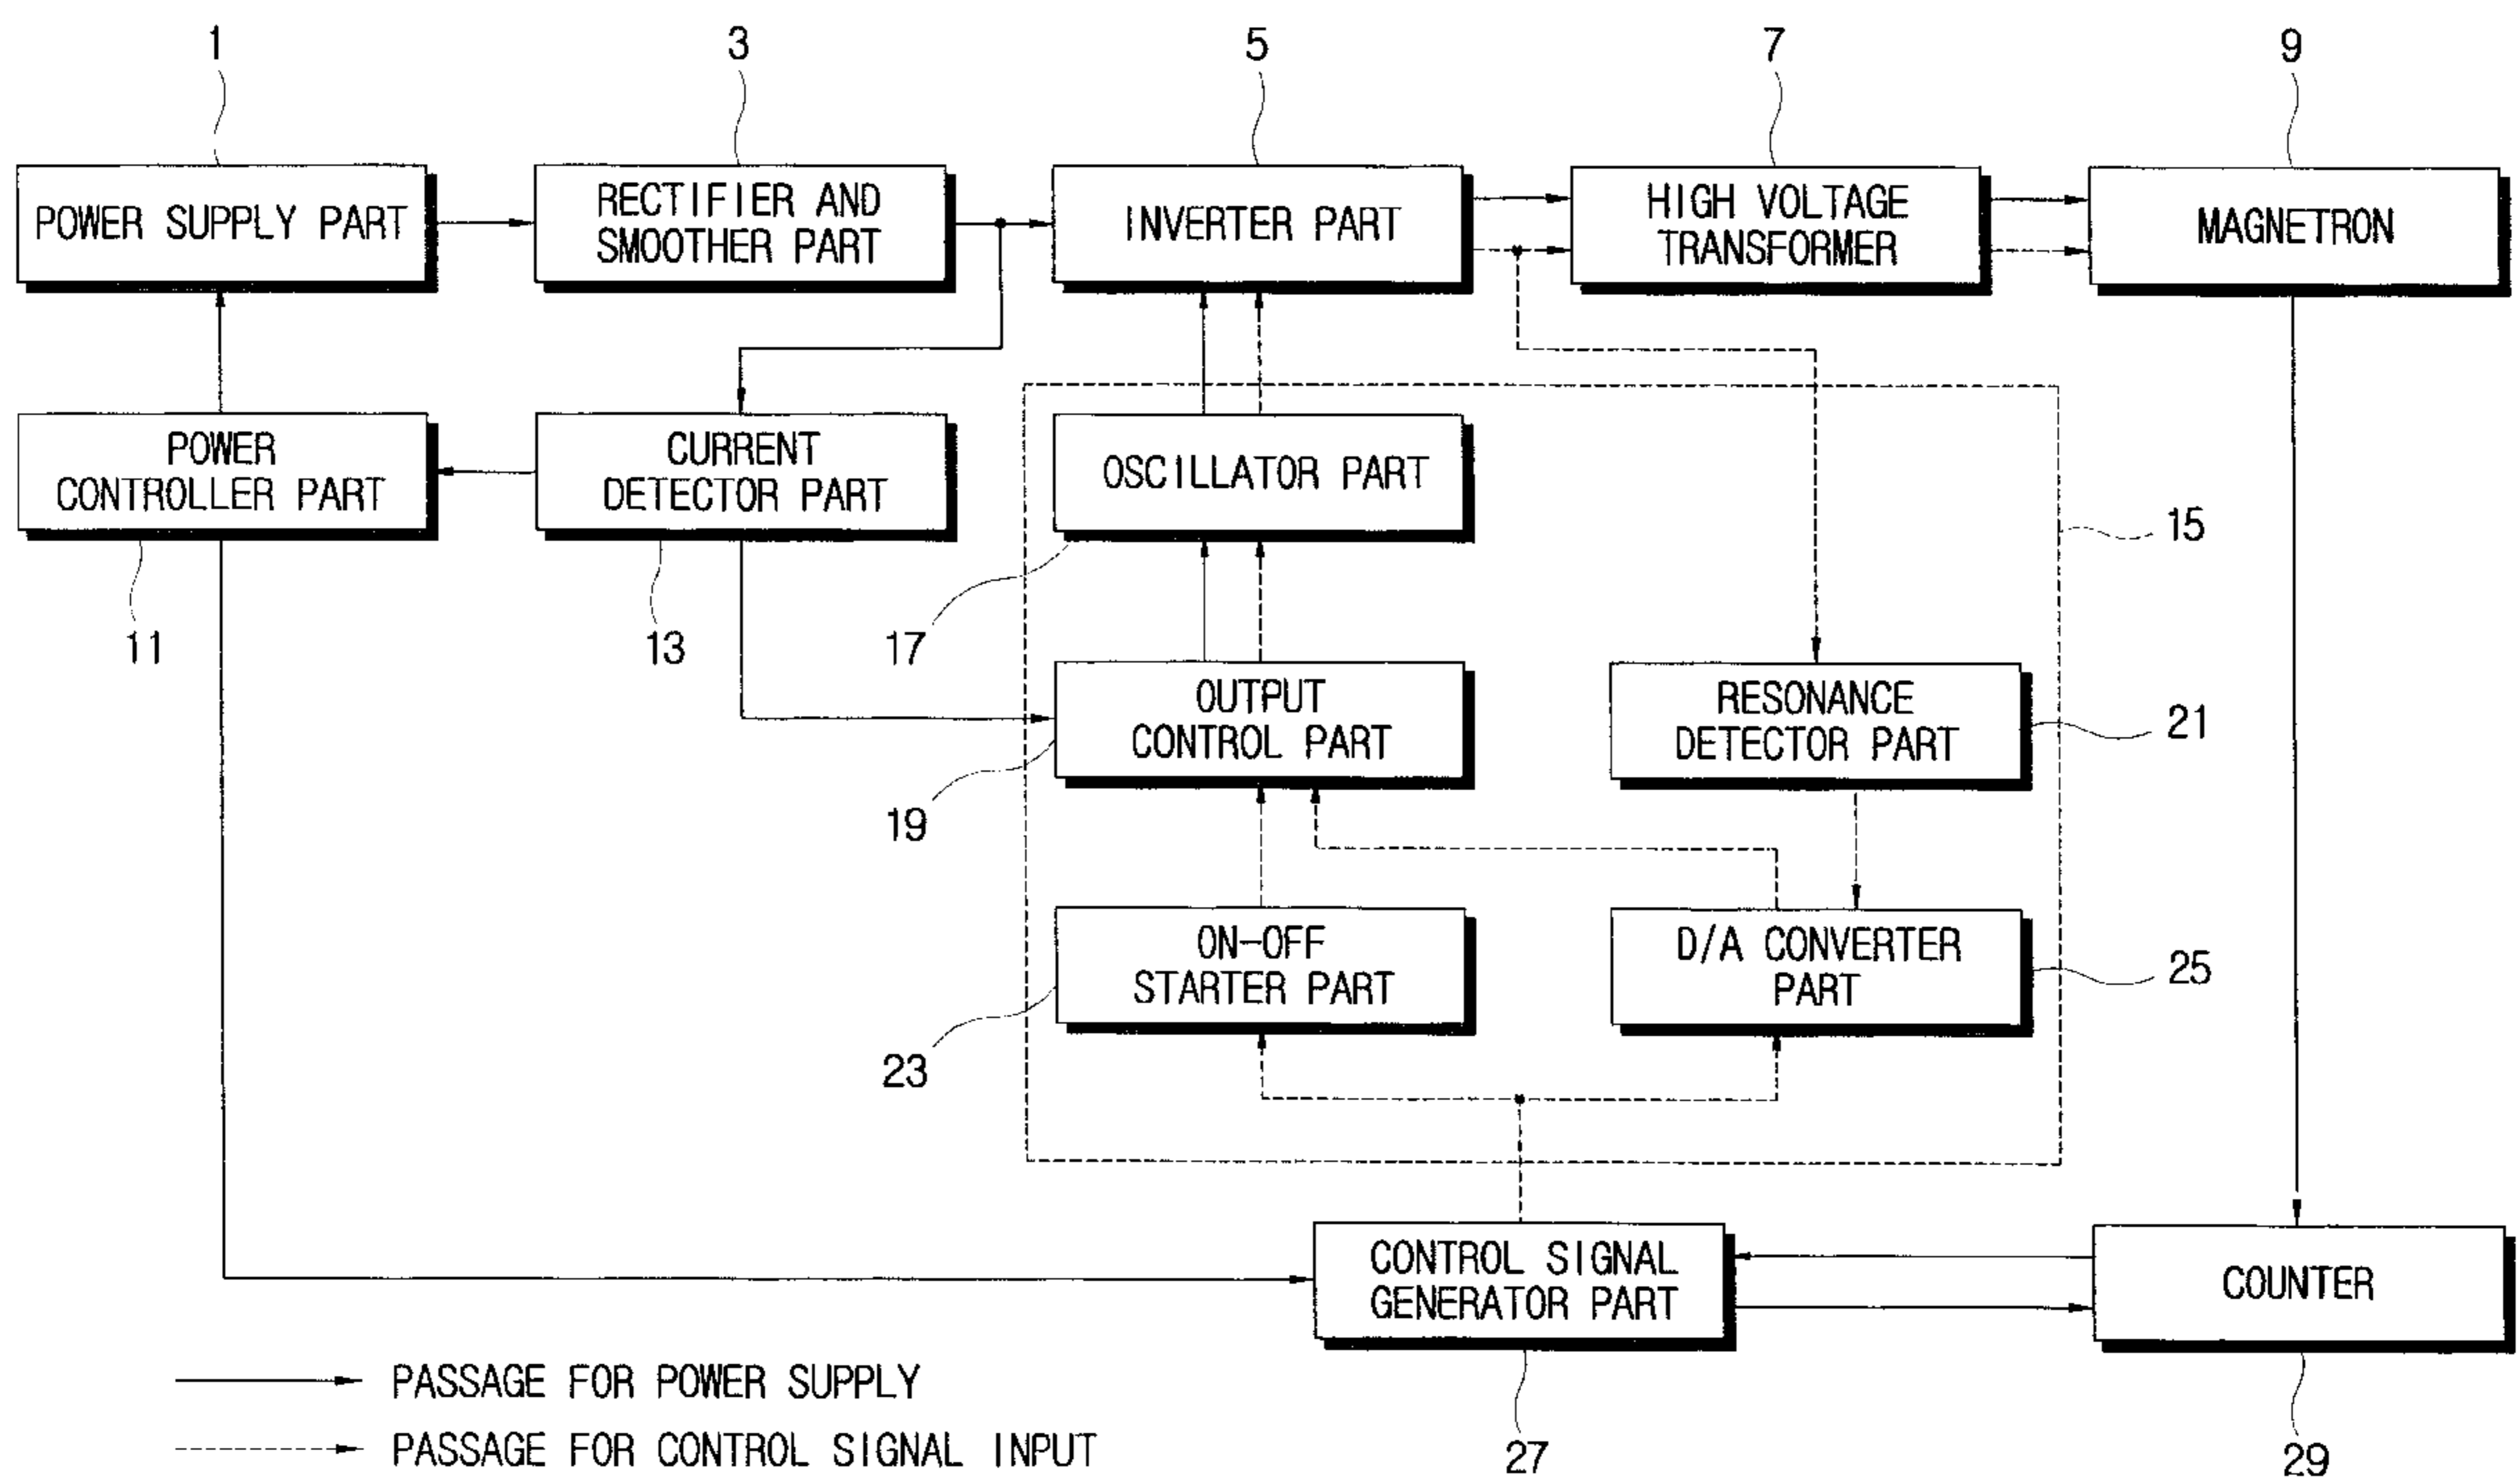 1
3
5
7
9
POWER SUPPLY PART
RECTIFIER AND
SMOOTHER PART
INVERTER PART
HIGH VOLTAGE
TRANSFORMER
MAGNETRON
POWER
CONTROLLER PART
CURRENT
DETECTOR PART
OSCILLATOR PART
15
11
13
17
OUTPUT
CONTROL PART
RESONANCE
DETECTOR PART
21
19
ON-OFF
STARTER PART
D/A CONVERTER
PART
25
23
CONTROL SIGNAL
GENERATOR PART
COUNTER
PASSAGE FOR POWER SUPPLY
PASSAGE FOR CONTROL SIGNAL INPUT
27
29